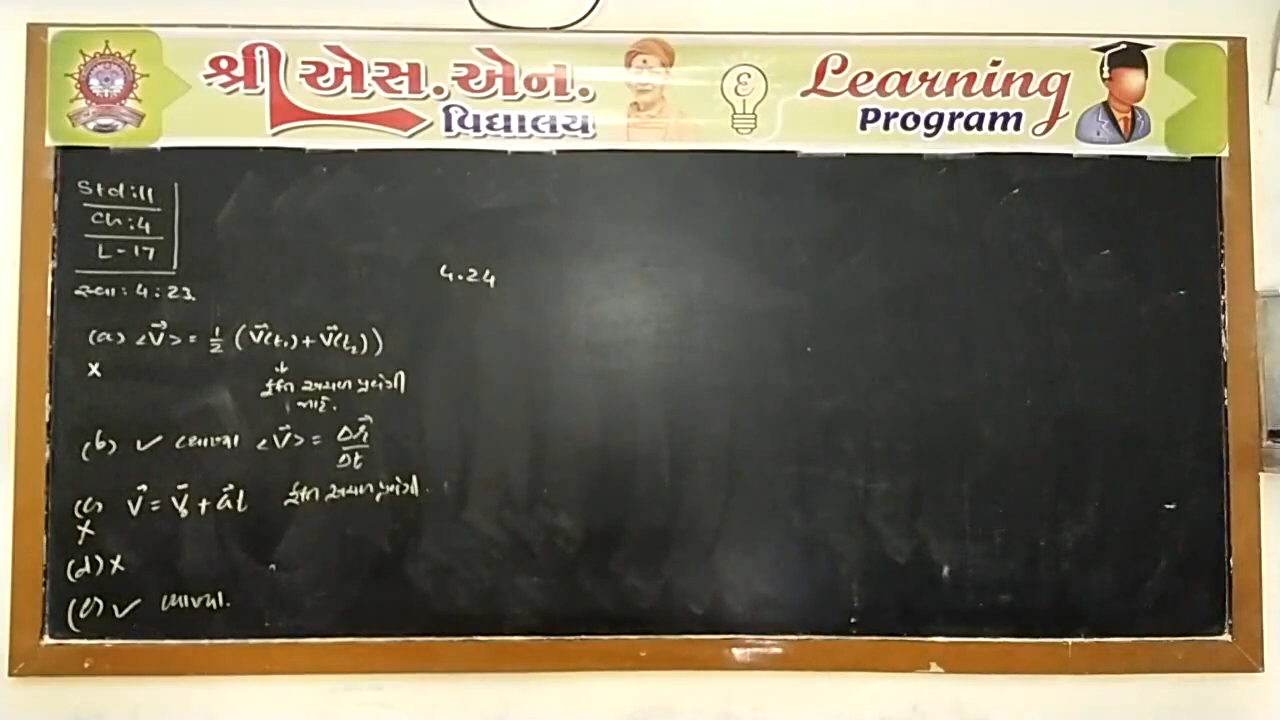 શ્રી એસ.એન.
વિદ્યાલય
Learning
Program
Std:11
Ch:4
L-17
સ્વા: 4:23.
4.24
(a) <V⃗> = 1/2 (V⃗(t₁) + V⃗(t₂))
×
↓
ફક્ત અચળ પ્રવેગી
માટે.
(b) ✓ વ્યાખ્યા <V⃗> = Δr⃗/Δt
(c) V⃗ = V⃗₀ + a⃗t ફક્ત અચળ પ્રવેગી.
×
(d) ×
(e) ✓ વ્યાખ્યા.